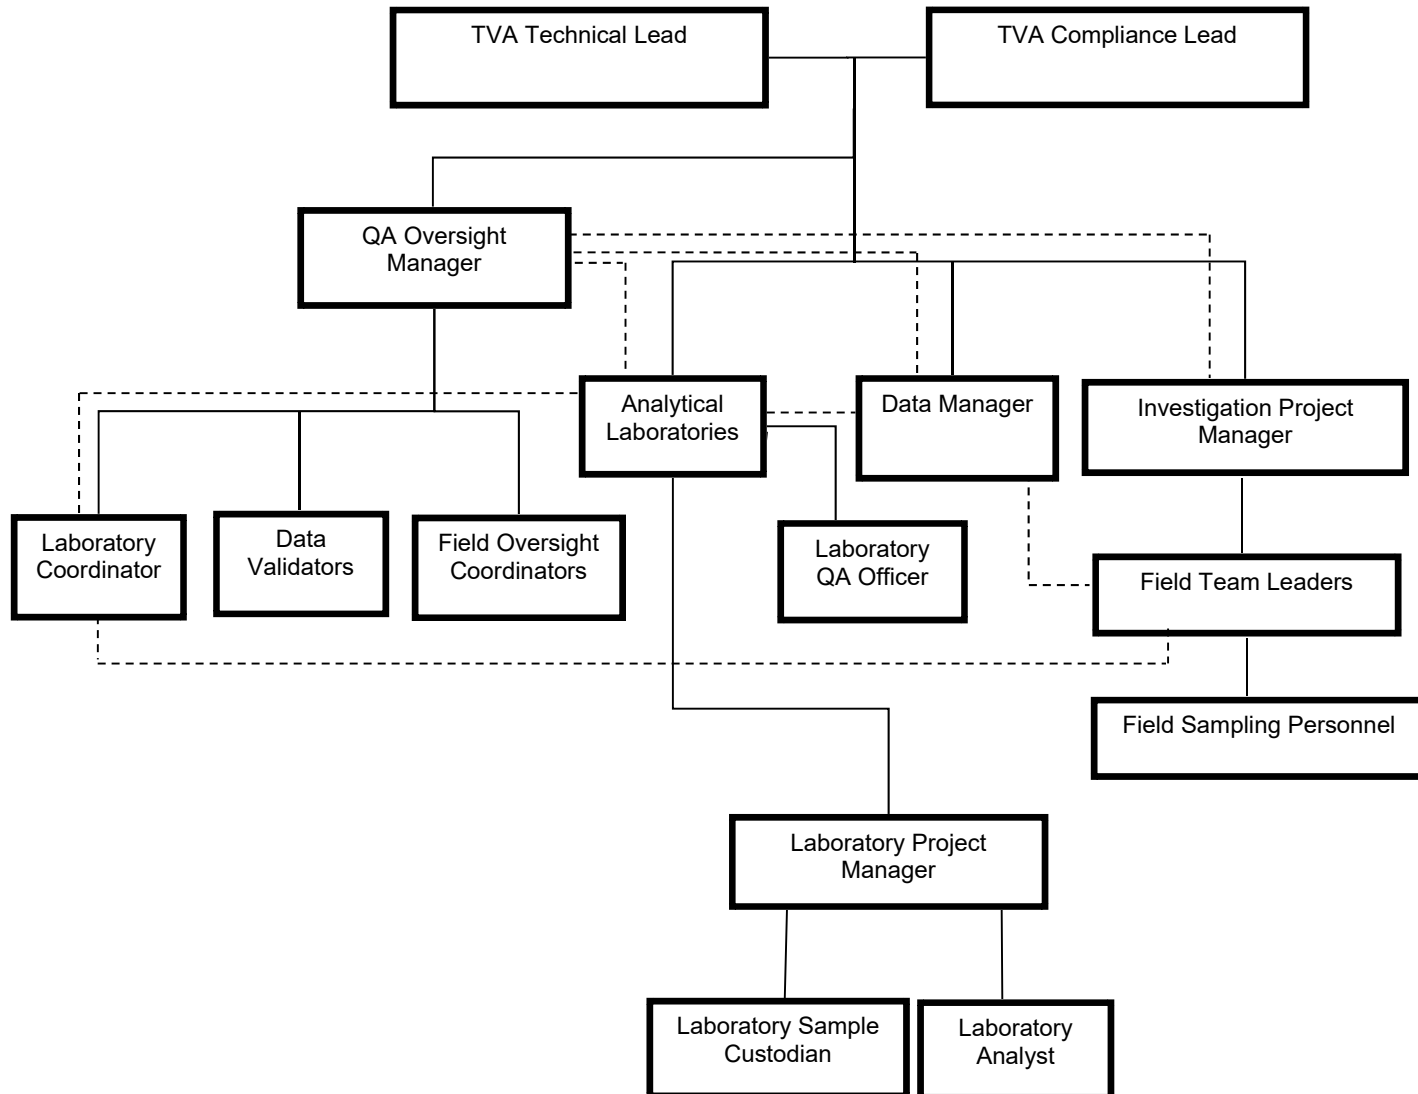 TVA Technical Lead
TVA Compliance Lead
QA Oversight
Manager
Analytical
Laboratories
Data Manager
Investigation Project
Manager
Laboratory
Coordinator
Data
Validators
Field Oversight
Coordinators
Laboratory
QA Officer
Field Team Leaders
Field Sampling Personnel
Laboratory Project
Manager
Laboratory Sample
Custodian
Laboratory
Analyst